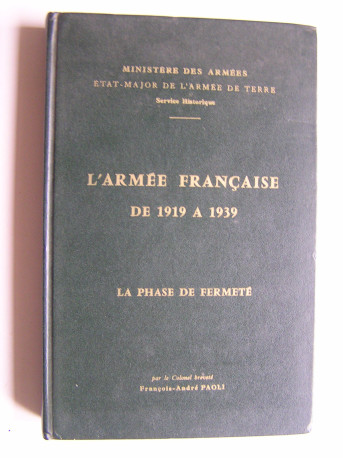 MINISTÈRE DES ARMÉES
ÉTAT-MAJOR DE L'ARMÉE DE TERRE
Service Historique
L'ARMÉE FRANÇAISE
DE 1919 A 1939
LA PHASE DE FERMETÉ
par le Colonel breveté
François-André PAOLI